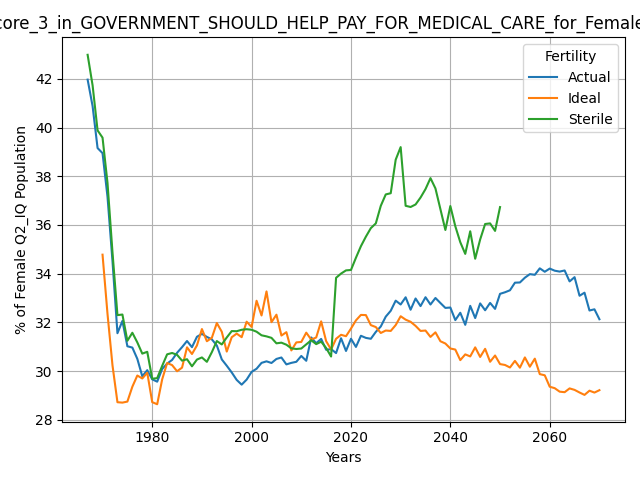 core_3_in_GOVERNMENT_SHOULD_HELP_PAY_FOR_MEDICAL_CARE_for_Female
Fertility
Actual
Ideal
Sterile
% of Female Q2_IQ Population
42
40
38
36
34
32
30
28
1980
2000
2020
2040
2060
Years